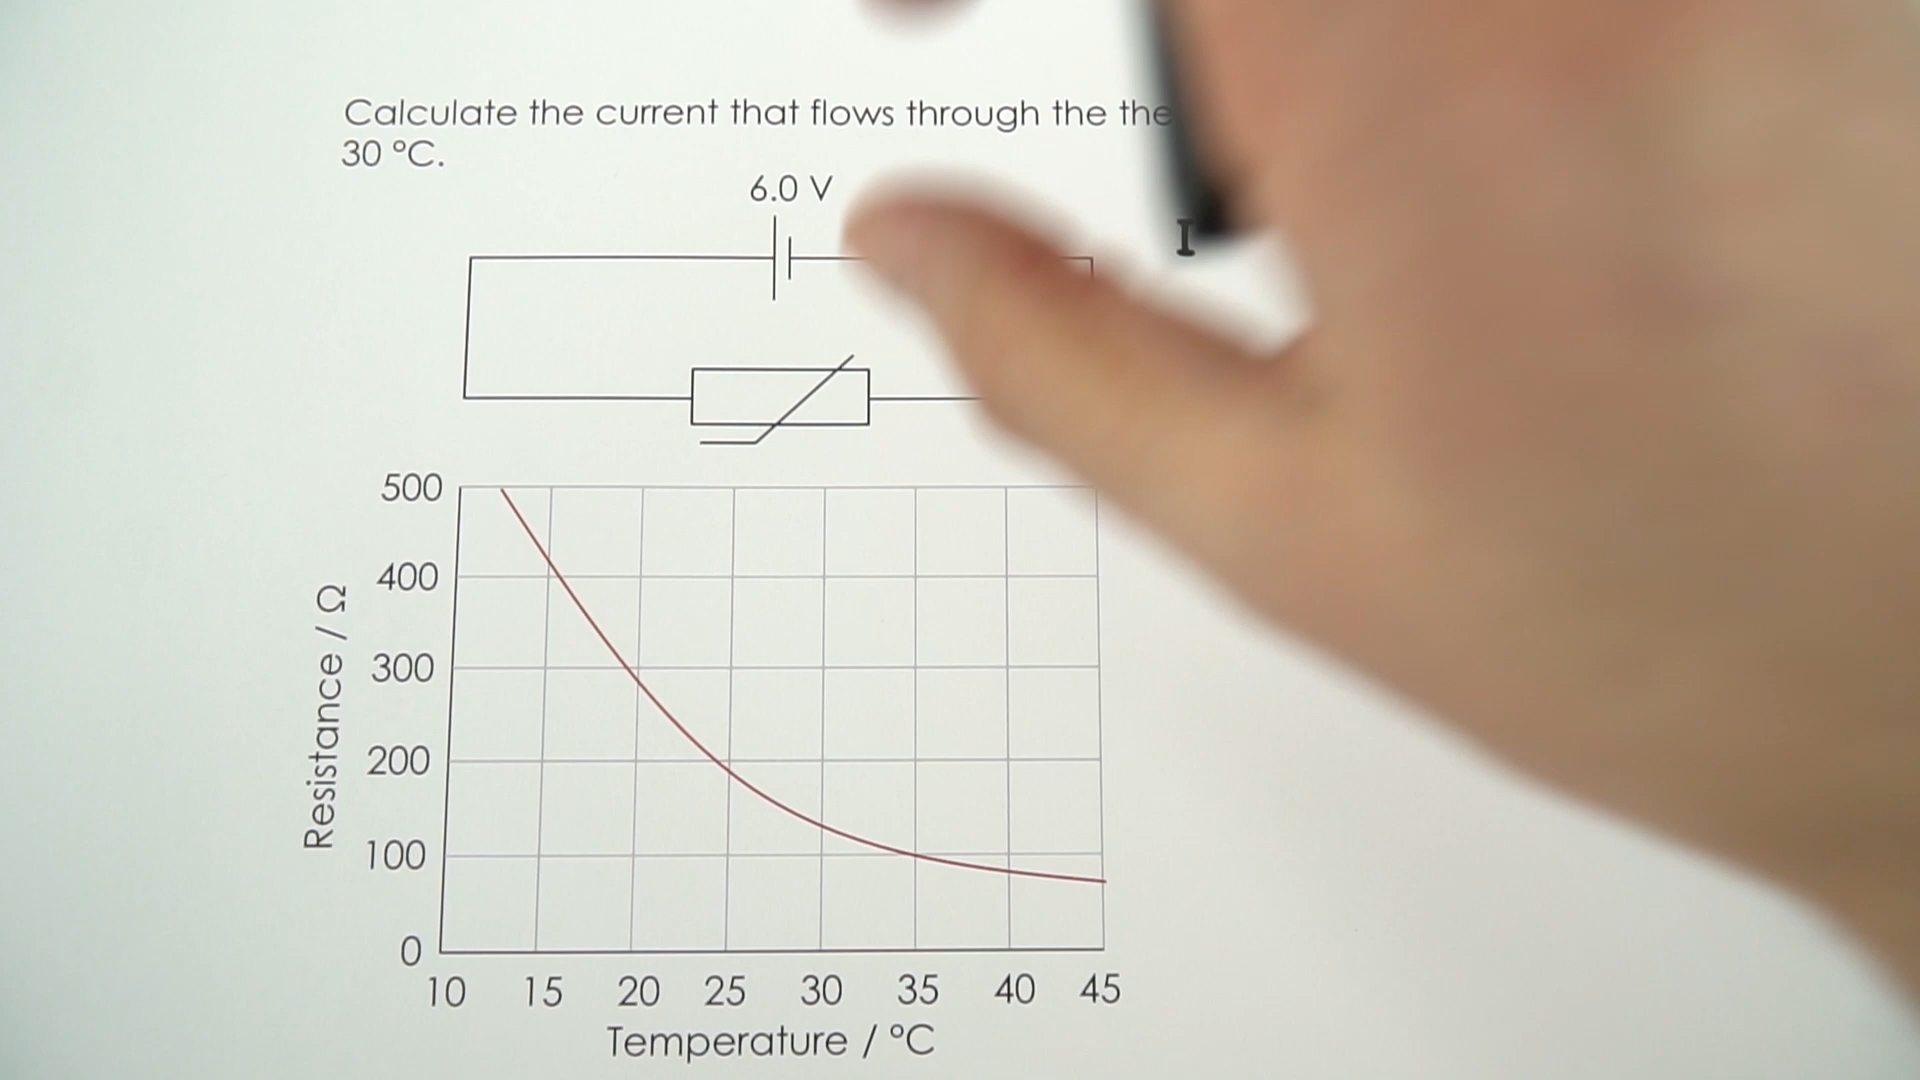 Calculate the current that flows through the
30 °C.
6.0 V
500
400
300
200
100
0
Resistance / Ω
10 15 20 25 30 35 40 45
Temperature / °C